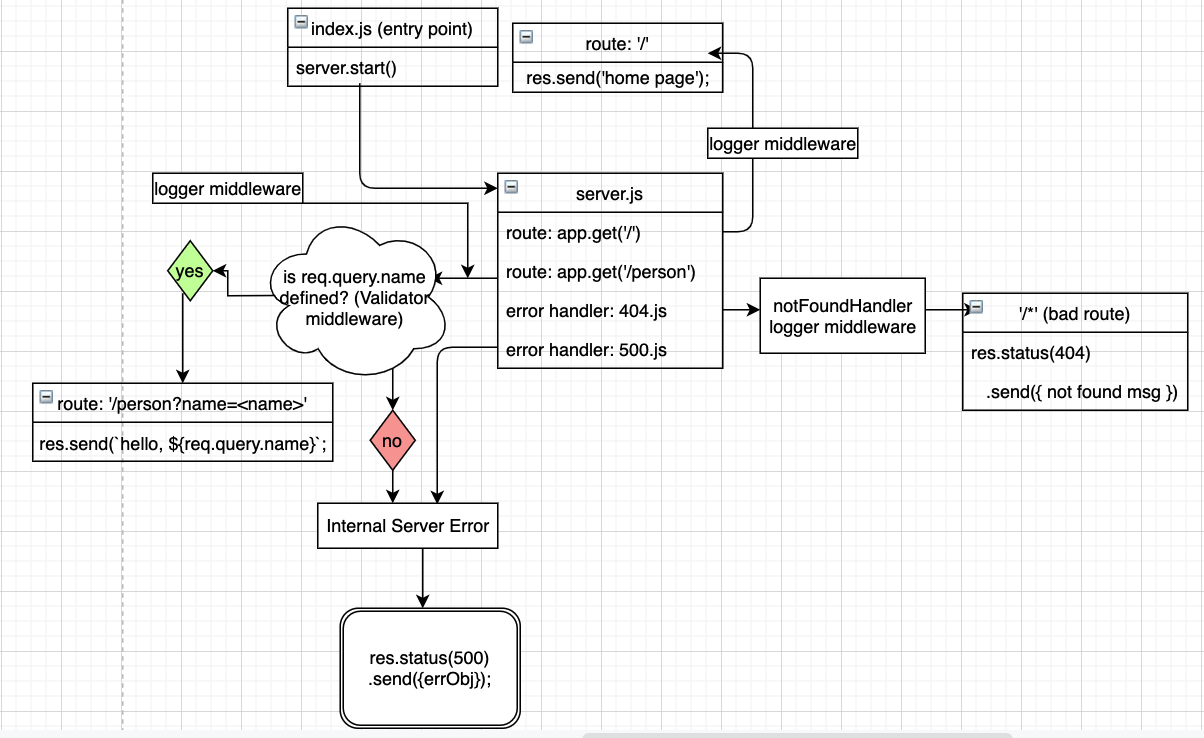 index.js (entry point)
server.start()
route: '/'
res.send('home page');
logger middleware
logger middleware
server.js
route: app.get('/')
route: app.get('/person')
error handler: 404.js
error handler: 500.js
is req.query.name
defined? (Validator
middleware)
yes
notFoundHandler
logger middleware
'/*' (bad route)
res.status(404)
.send({ not found msg })
route: '/person?name=<name>'
res.send(`hello, ${req.query.name}`;
no
Internal Server Error
res.status(500)
.send({errObj});